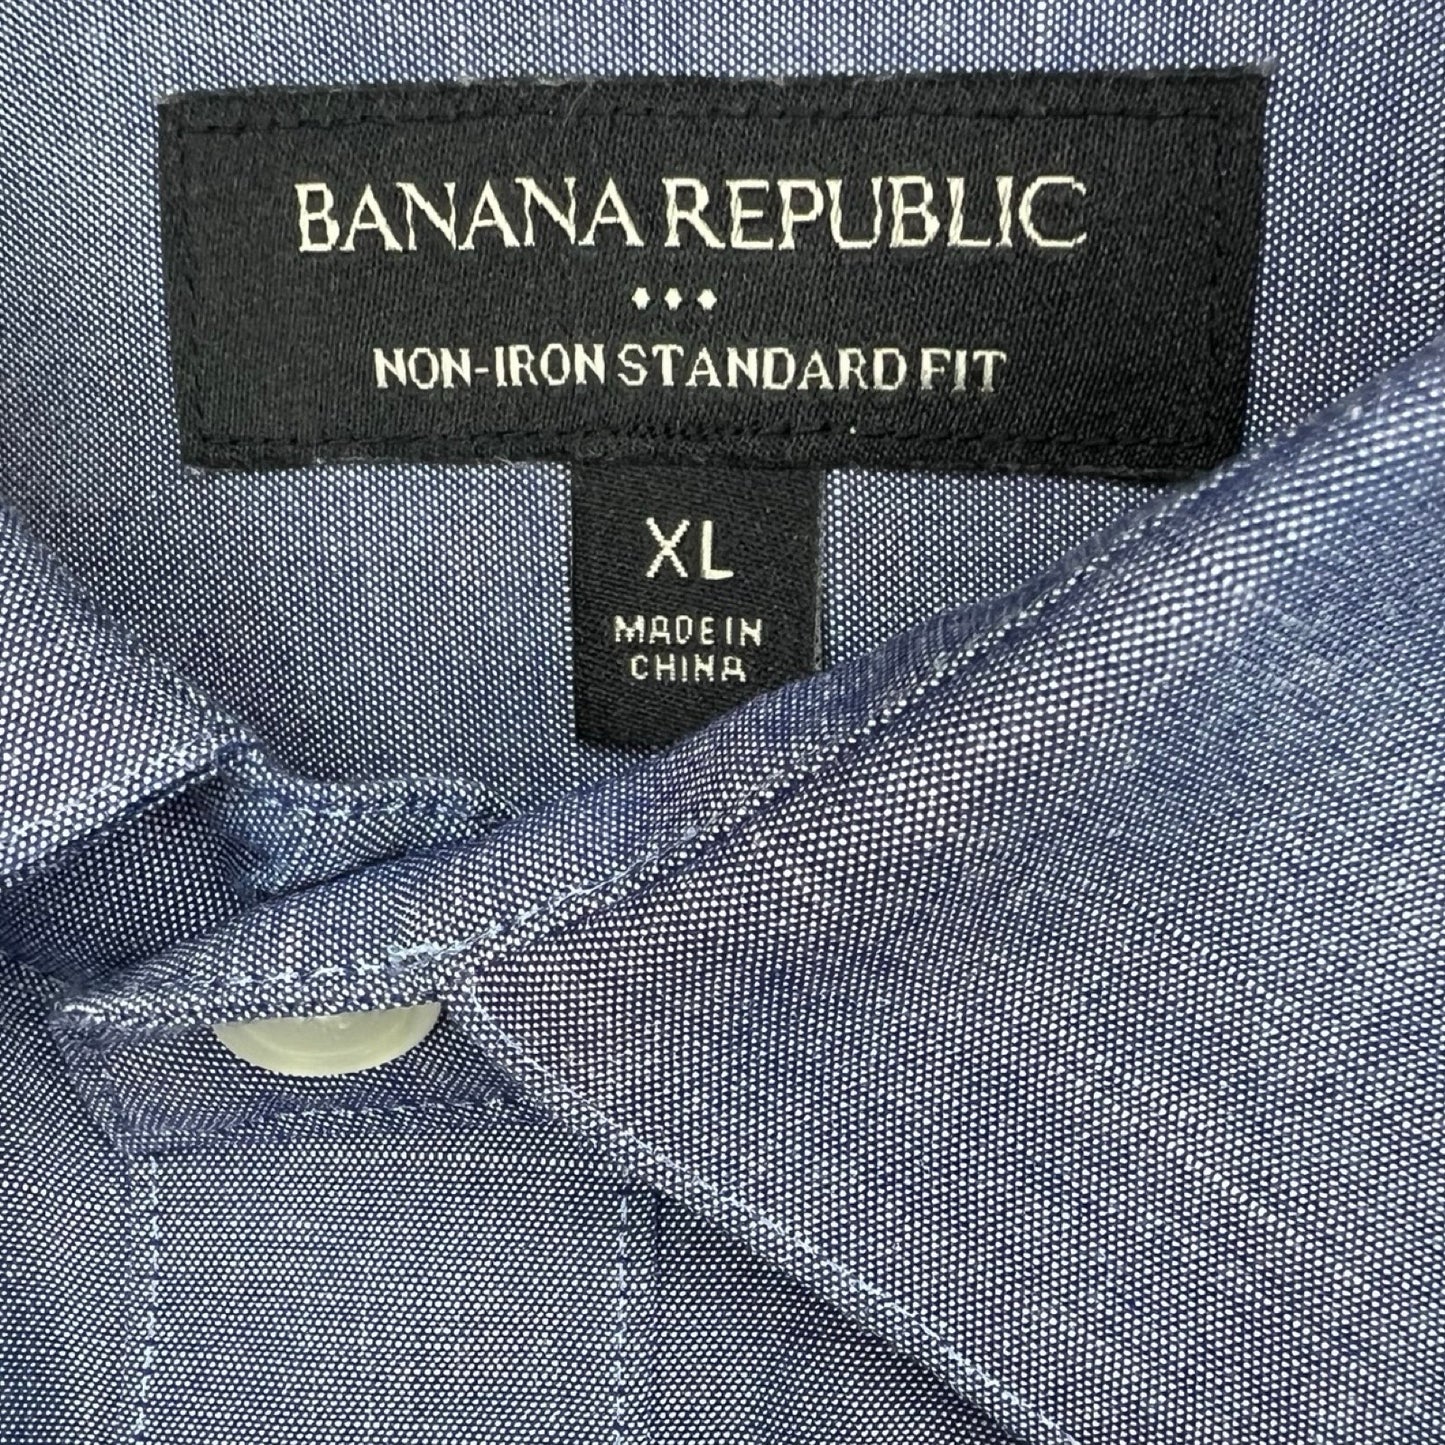 BANANA REPUBLIC
NON-IRON STANDARD FIT
XL
MADE IN
CHINA